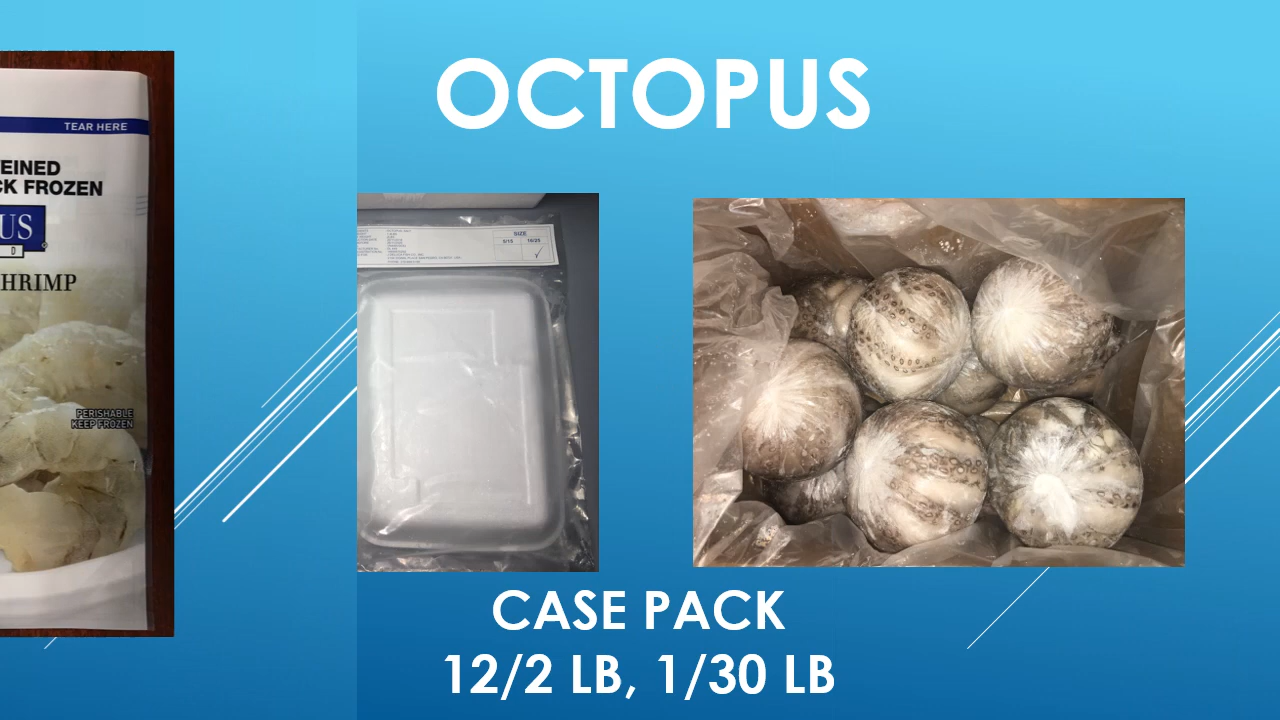 OCTOPUS
TEAR HERE
EINED
CK FROZEN
US
D
HRIMP
PERISHABLE
KEEP FROZEN
SIZE
CASE PACK
12/2 LB, 1/30 LB